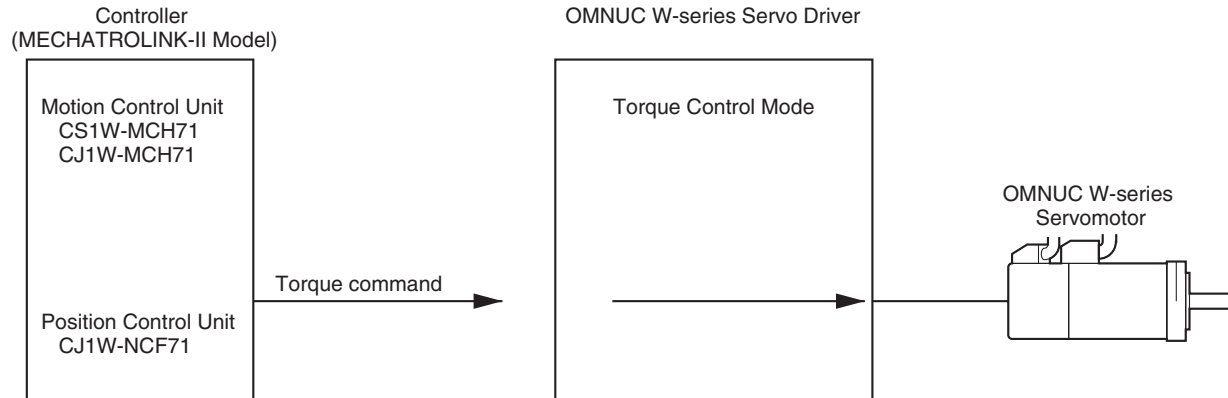 Controller
(MECHATROLINK-II Model)
OMNUC W-series Servo Driver
Motion Control Unit
CS1W-MCH71
CJ1W-MCH71
Torque Control Mode
OMNUC W-series
Servomotor
Torque command
Position Control Unit
CJ1W-NCF71